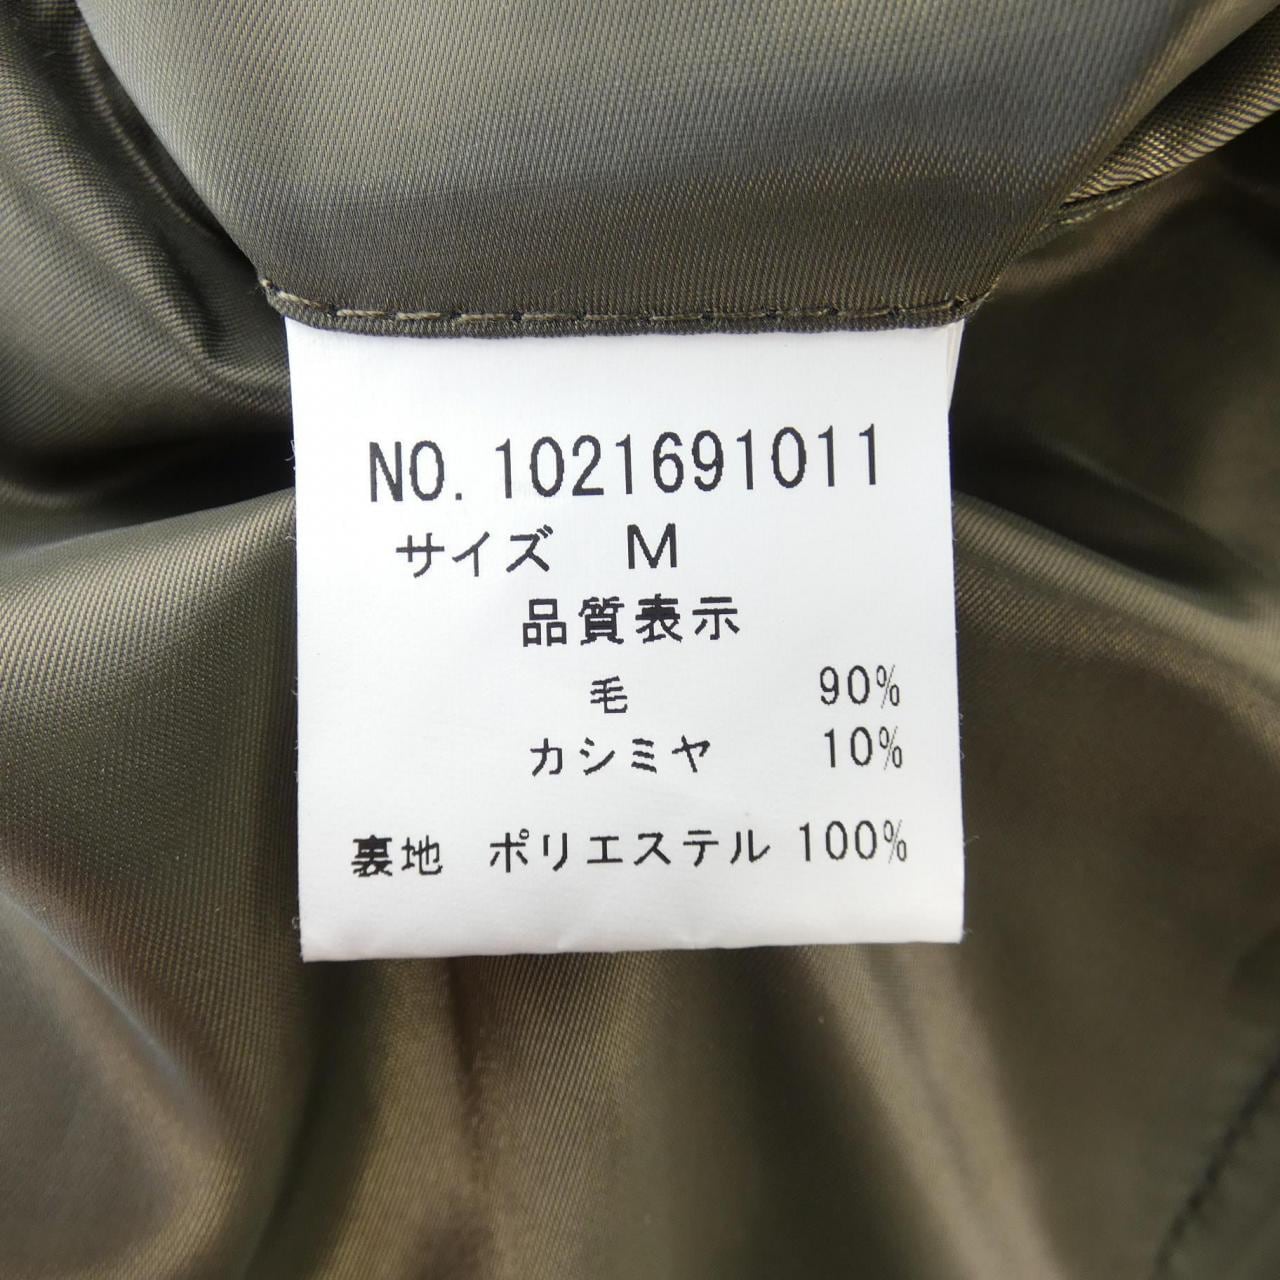 NO. 1021691011
サイズ M
品質表示
毛 90%
カシミヤ 10%
裏地 ポリエステル 100%